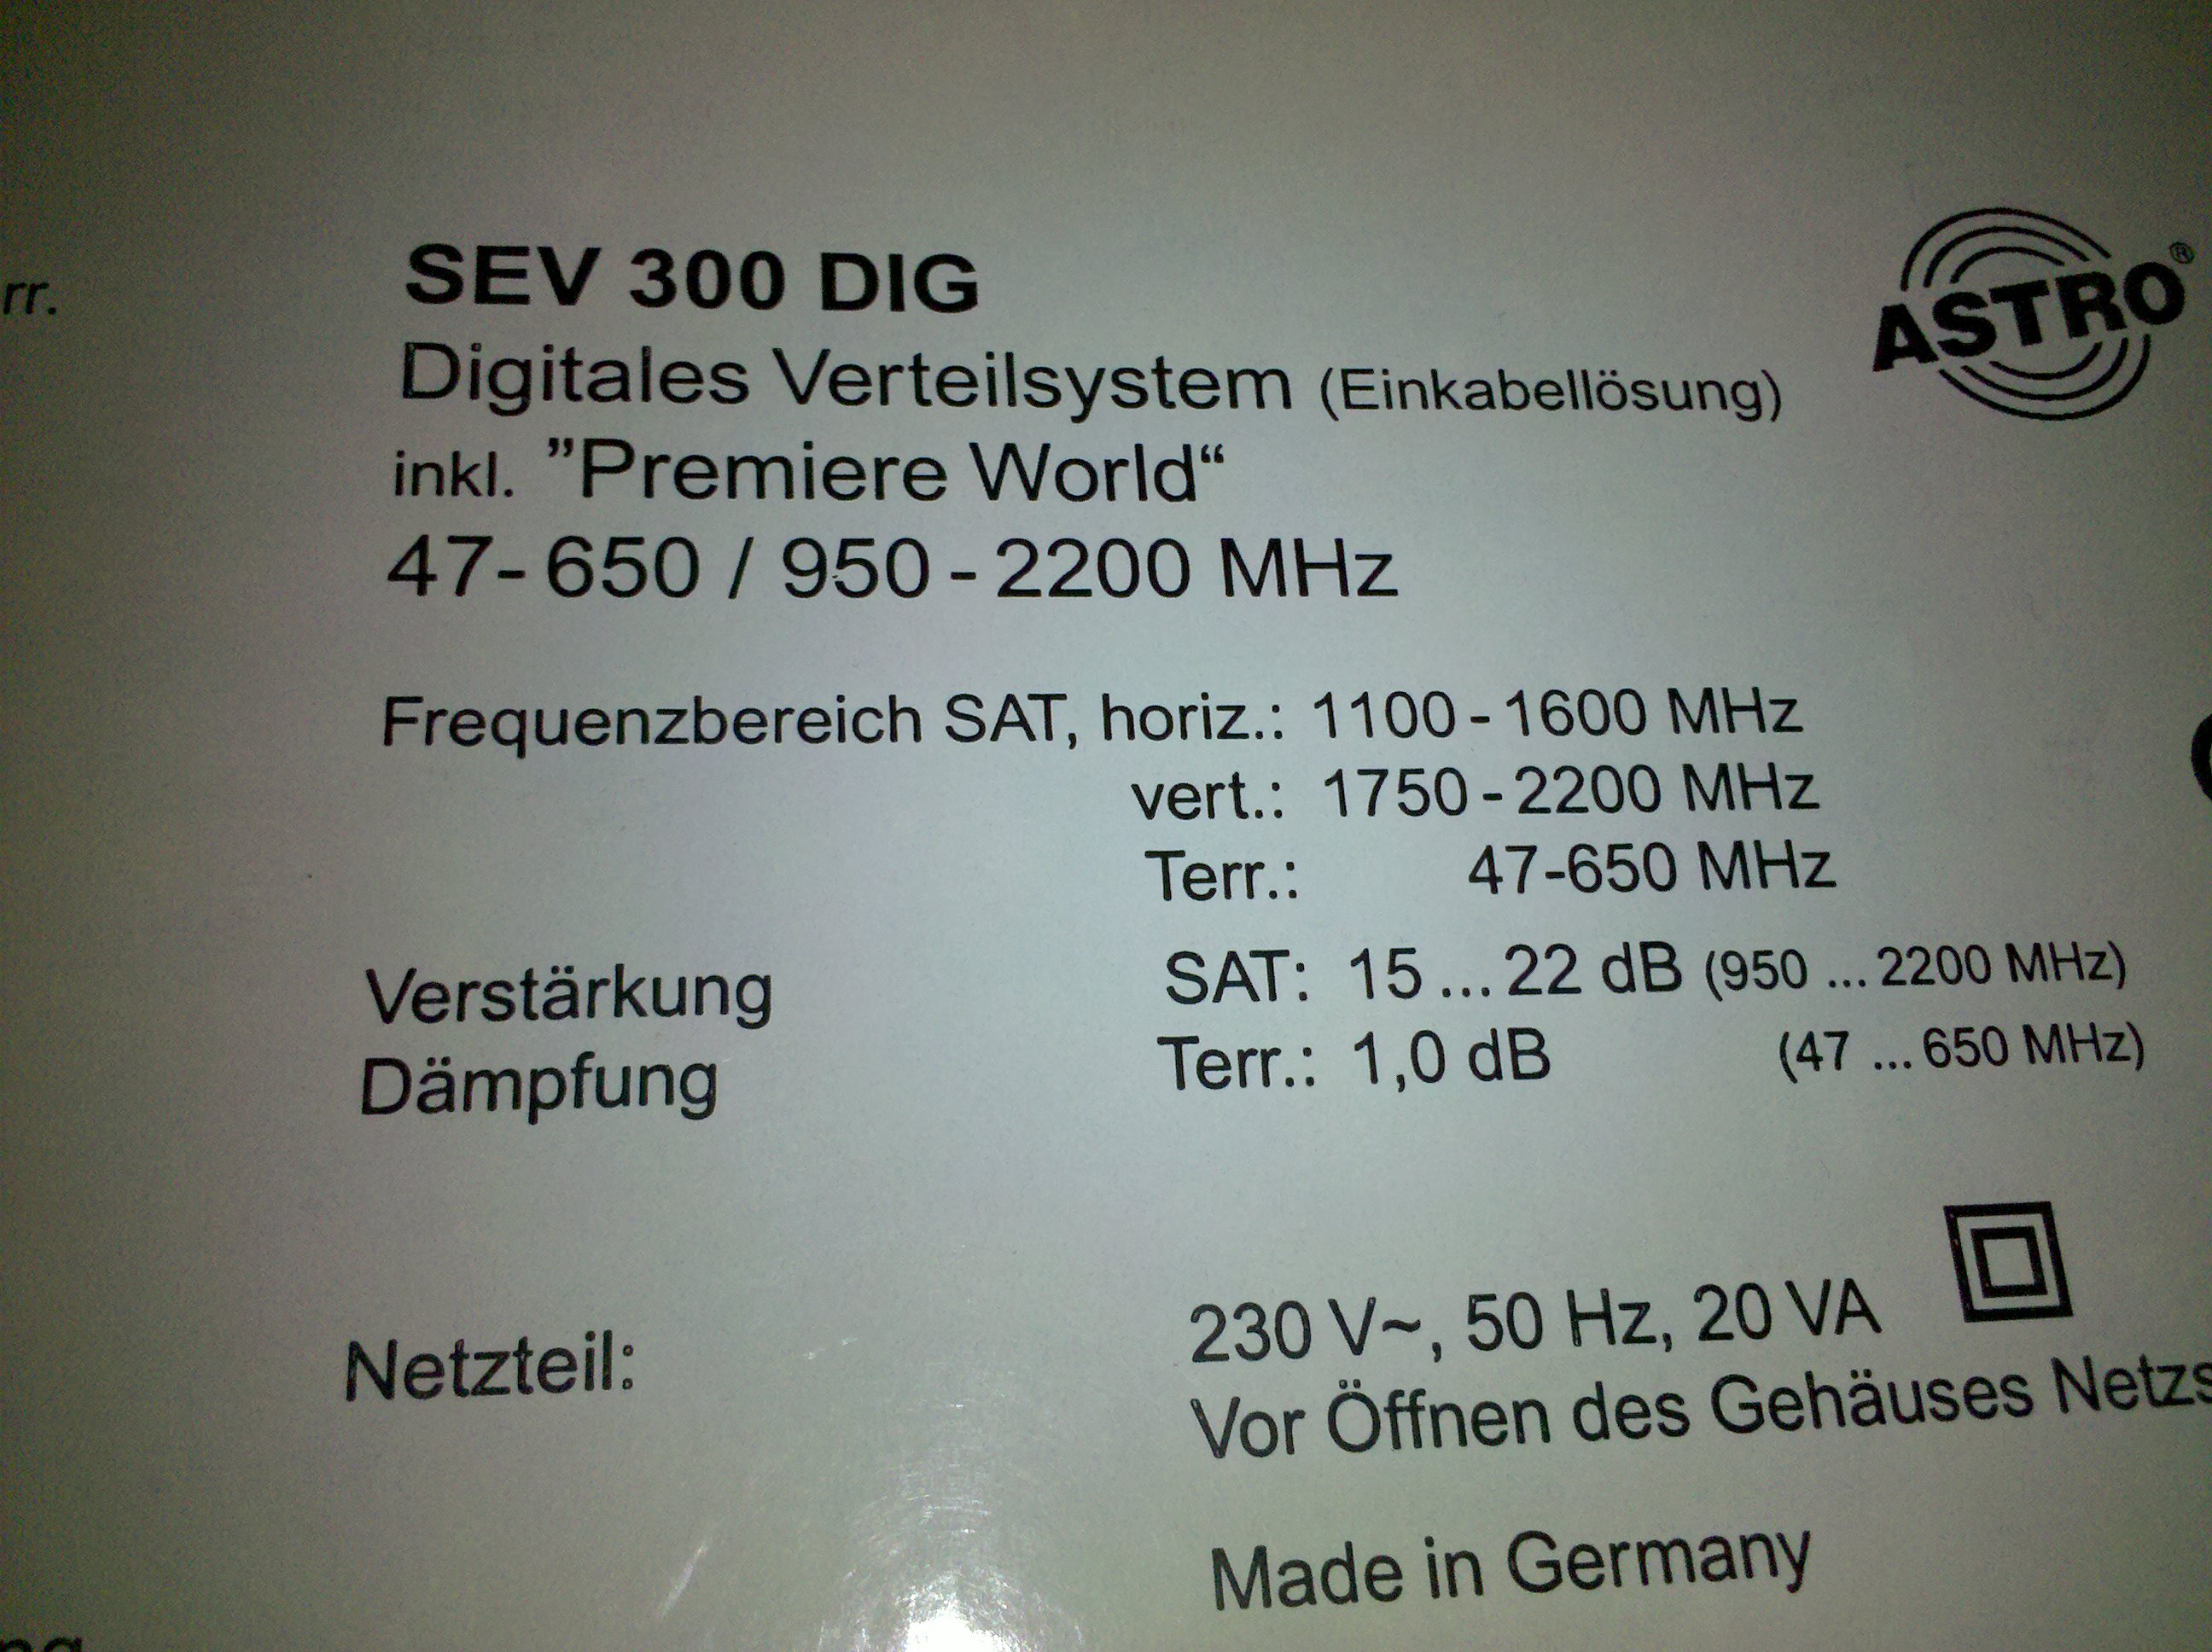 rr.
SEV 300 DIG
ASTRO®
Digitales Verteilsystem (Einkabellösung)
inkl. ”Premiere World“
47-650 / 950-2200 MHz
Frequenzbereich SAT, horiz.: 1100-1600 MHz
vert.: 1750-2200 MHz
Terr.: 47-650 MHz
Verstärkung SAT: 15...22 dB (950 ... 2200 MHz)
Dämpfung Terr.: 1,0 dB (47 ... 650 MHz)
Netzteil: 230 V~, 50 Hz, 20 VA
Vor Öffnen des Gehäuses Netzs
Made in Germany